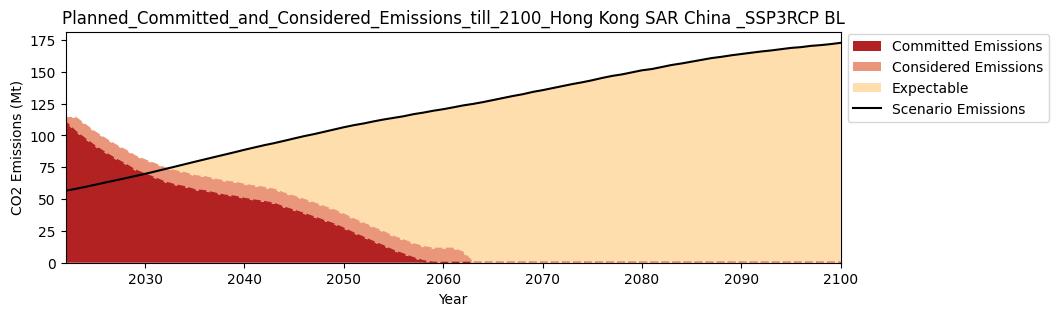 Planned_Committed_and_Considered_Emissions_till_2100_Hong Kong SAR China _SSP3RCP BL
175
150
125
100
75
50
25
0
CO2 Emissions (Mt)
2030 2040 2050 2060 2070 2080 2090 2100
Year
Committed Emissions
Considered Emissions
Expectable
Scenario Emissions